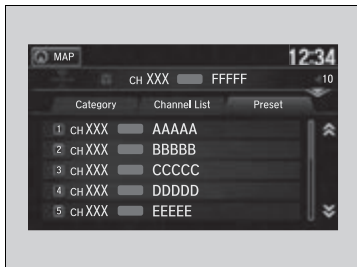 MAP 12:34
CH XXX FFFFF 10
Category Channel List Preset
1 CH XXX AAAAA
2 CH XXX BBBBB
3 CH XXX CCCCC
4 CH XXX DDDDD
5 CH XXX EEEEE